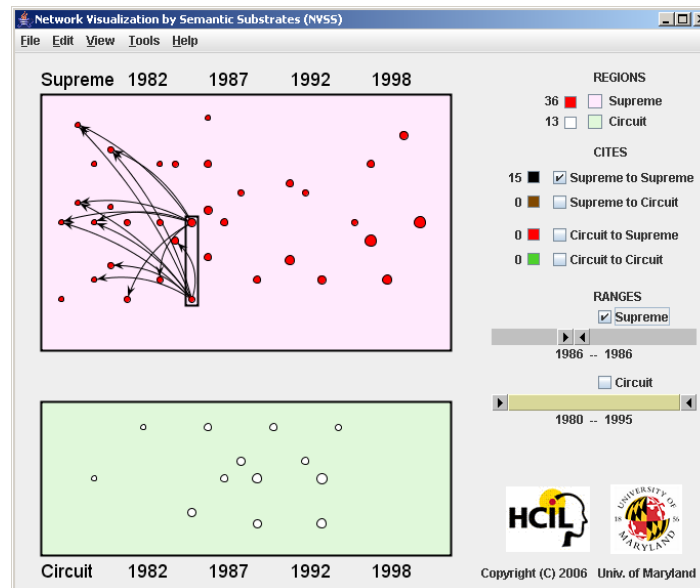 Network Visualization by Semantic Substrates (NVSS)
File Edit View Tools Help
Supreme 1982 1987 1992 1998
REGIONS
36 Supreme
13 Circuit
CITES
15 Supreme to Supreme
0 Supreme to Circuit
0 Circuit to Supreme
0 Circuit to Circuit
RANGES
Supreme
1986 -- 1986
Circuit
1980 -- 1995
HCIL
UNIVERSITY OF
18 56
MARYLAND
Circuit 1982 1987 1992 1998
Copyright (C) 2006 Univ. of Maryland